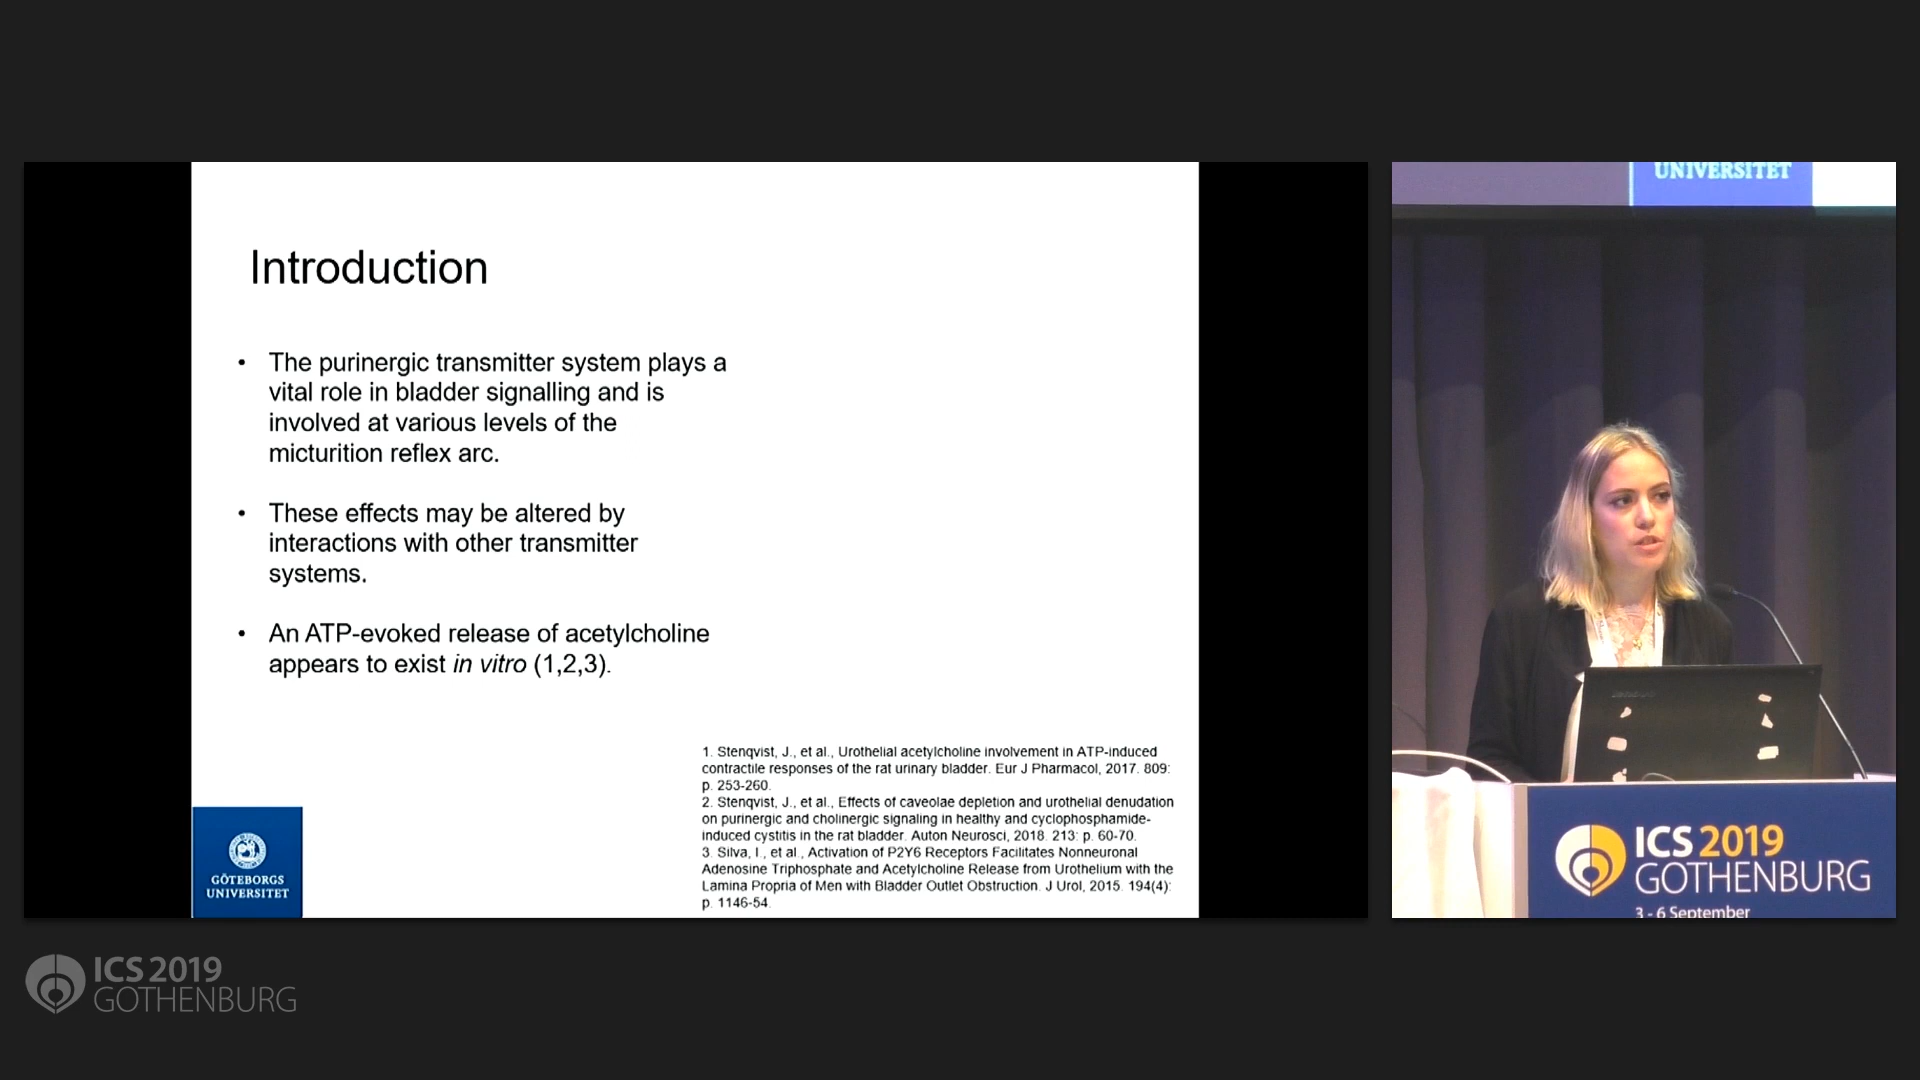 Introduction
• The purinergic transmitter system plays a
vital role in bladder signalling and is
involved at various levels of the
micturition reflex arc.
• These effects may be altered by
interactions with other transmitter
systems.
• An ATP-evoked release of acetylcholine
appears to exist in vitro (1,2,3).
1. Stenqvist, J., et al., Urothelial acetylcholine involvement in ATP-induced
contractile responses of the rat urinary bladder. Eur J Pharmacol, 2017. 809:
p. 253-260.
2. Stenqvist, J., et al., Effects of caveolae depletion and urothelial denudation
on purinergic and cholinergic signaling in healthy and cyclophosphamide-
induced cystitis in the rat bladder. Auton Neurosci, 2018. 213: p. 60-70.
3. Silva, I., et al., Activation of P2Y6 Receptors Facilitates Nonneuronal
Adenosine Triphosphate and Acetylcholine Release from Urothelium with the
Lamina Propria of Men with Bladder Outlet Obstruction. J Urol, 2015. 194(4):
p. 1146-54.
GÖTEBORGS
UNIVERSITET
UNIVERSITET
lenovo
ICS 2019
GOTHENBURG
3 - 6 September
ICS 2019
GOTHENBURG